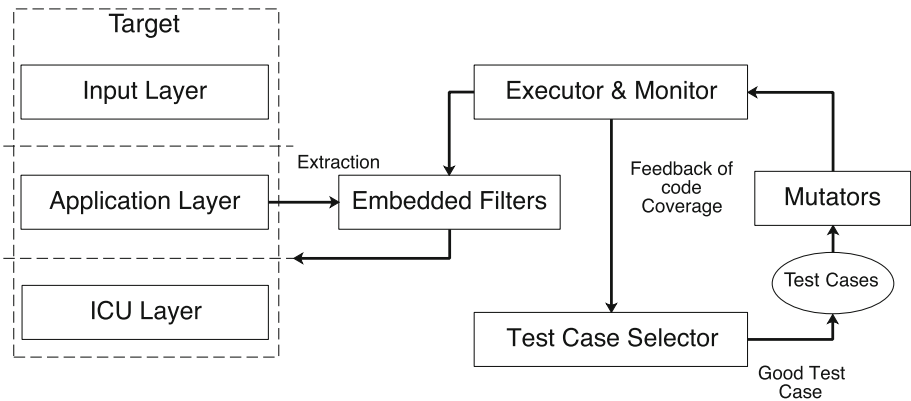 Target
Input Layer
Executor & Monitor
Extraction
Feedback of
code
Coverage
Application Layer
Embedded Filters
Mutators
Test Cases
ICU Layer
Test Case Selector
Good Test
Case